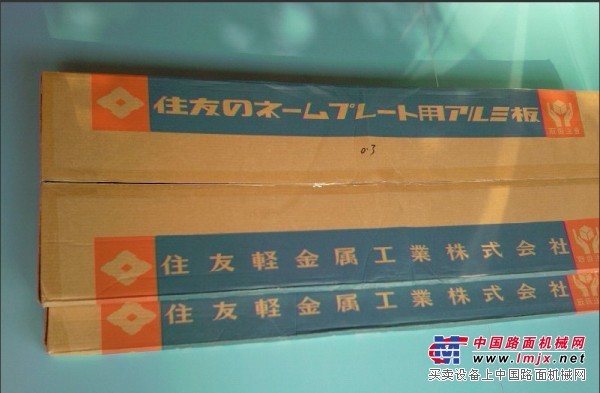 住友のネームプレート用アルミ板
0.3
住友軽金属工業株式会社
住友軽金属工業株式会社
中国路面机械网
www.lmjx.net
买卖设备上中国路面机械网